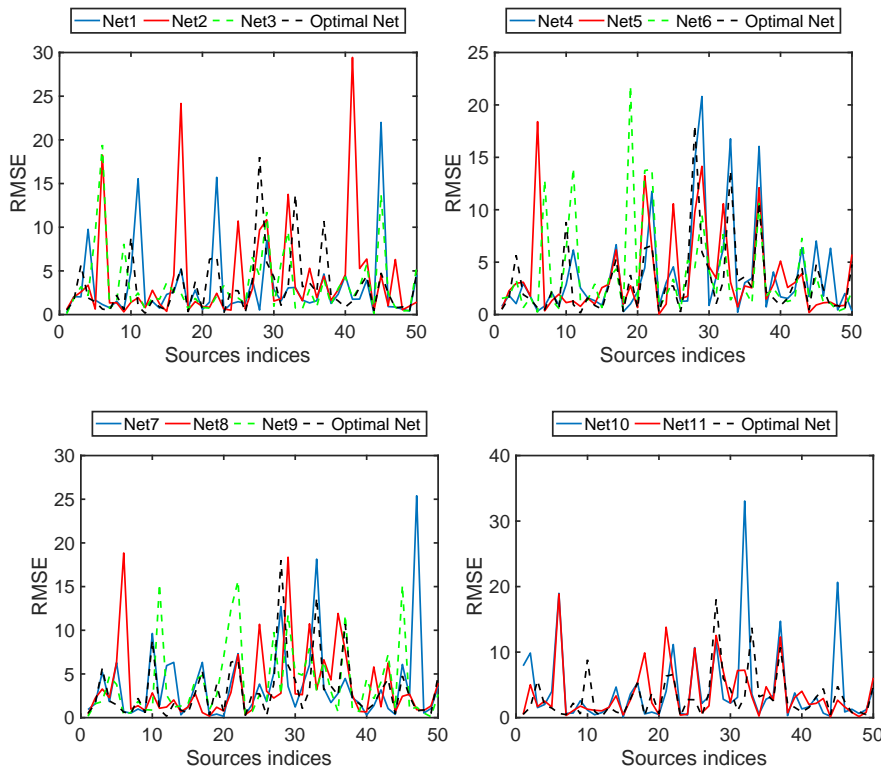 Net1 Net2 Net3 Optimal Net
30
25
20
15
10
5
0
RMSE
0 10 20 30 40 50
Sources indices
Net4 Net5 Net6 Optimal Net
25
20
15
10
5
0
RMSE
0 10 20 30 40 50
Sources indices
Net7 Net8 Net9 Optimal Net
30
25
20
15
10
5
0
RMSE
0 10 20 30 40 50
Sources indices
Net10 Net11 Optimal Net
40
30
20
10
0
RMSE
0 10 20 30 40 50
Sources indices